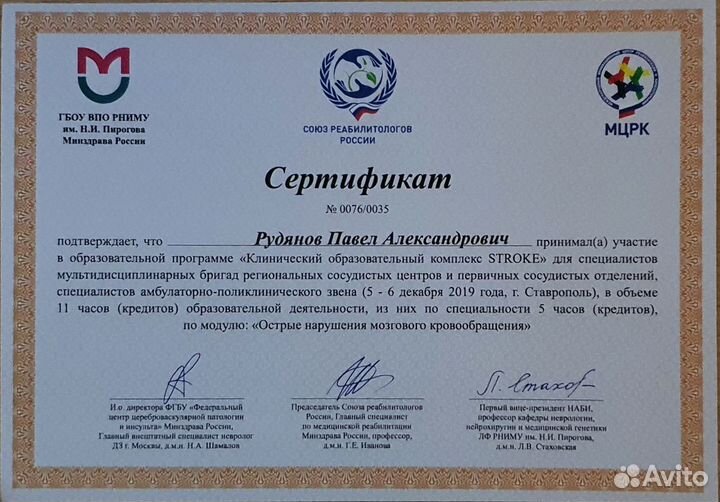 ГБОУ ВПО РНИМУ
им. Н.И. Пирогова
Минздрава России
СОЮЗ РЕАБИЛИТОЛОГОВ
РОССИИ
МЦРК
Сертификат
№ 0076/0035
подтверждает, что Рудянов Павел Александрович принимал(а) участие
в образовательной программе «Клинический образовательный комплекс STROKE» для специалистов
мультидисциплинарных бригад региональных сосудистых центров и первичных сосудистых отделений,
специалистов амбулаторно-поликлинического звена (5 - 6 декабря 2019 года, г. Ставрополь), в объеме
11 часов (кредитов) образовательной деятельности, из них по специальности 5 часов (кредитов),
по модулю: «Острые нарушения мозгового кровообращения»
П. Стахов
И.о директора ФГБУ «Федеральный
центр цереброваскулярной патологии
и инсульта» Минздрава России,
Главный внештатный специалист невролог
ДЗ г. Москвы, д.м.н. Н.А. Шамалов
Председатель Союза реабилитологов
России, Главный специалист
по медицинской реабилитации
Минздрава России, профессор,
д.м.н. Г.Е. Иванова
Первый вице-президент НАБИ,
профессор кафедры неврологии,
нейрохирургии и медицинской генетики
ЛФ РНИМУ им. Н.И. Пирогова,
д.м.н. Л.В. Стаховская
Avito